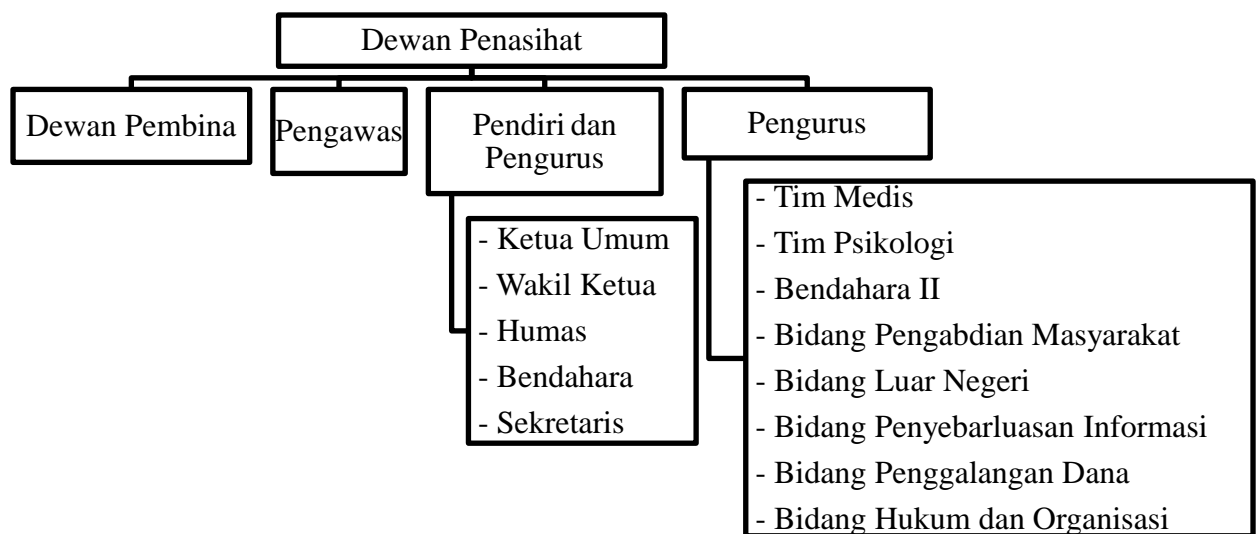 Dewan Penasihat
Dewan Pembina
Pengawas
Pendiri dan
Pengurus
Pengurus
- Ketua Umum
- Wakil Ketua
- Humas
- Bendahara
- Sekretaris
- Tim Medis
- Tim Psikologi
- Bendahara II
- Bidang Pengabdian Masyarakat
- Bidang Luar Negeri
- Bidang Penyebarluasan Informasi
- Bidang Penggalangan Dana
- Bidang Hukum dan Organisasi